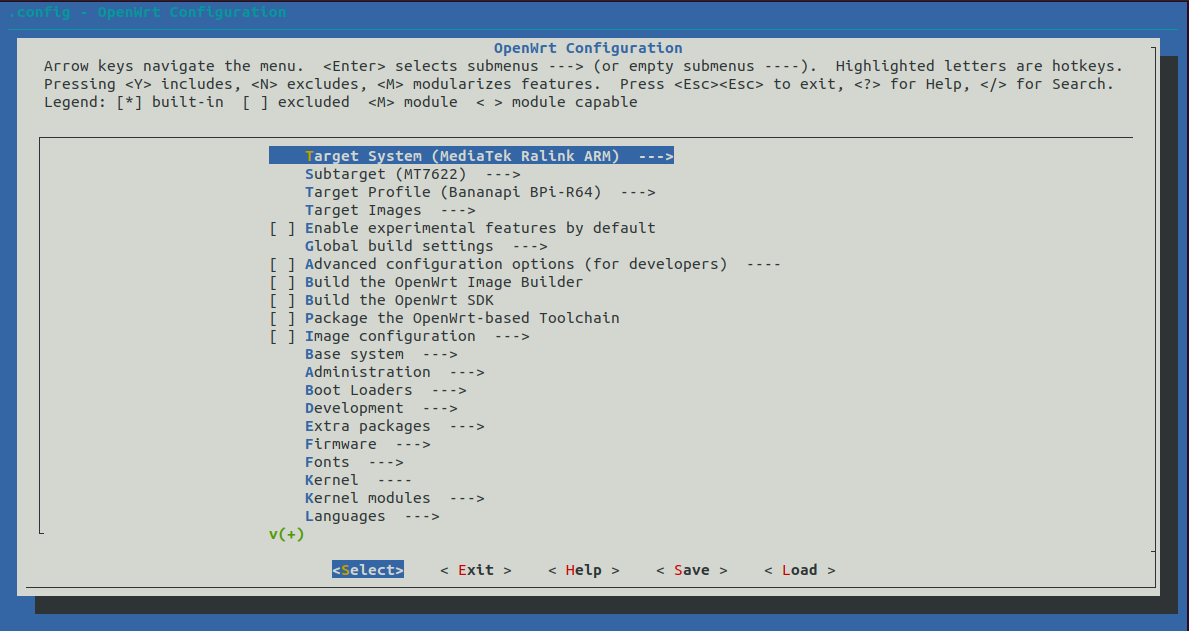 .config - OpenWrt Configuration
OpenWrt Configuration
Arrow keys navigate the menu.  <Enter> selects submenus ---> (or empty submenus ----).  Highlighted letters are hotkeys.
Pressing <Y> includes, <N> excludes, <M> modularizes features.  Press <Esc><Esc> to exit, <?> for Help, </> for Search.
Legend: [*] built-in  [ ] excluded  <M> module  < > module capable
Target System (MediaTek Ralink ARM)  --->
Subtarget (MT7622)  --->
Target Profile (Bananapi BPi-R64)  --->
Target Images  --->
[ ] Enable experimental features by default
Global build settings  --->
[ ] Advanced configuration options (for developers)  ----
[ ] Build the OpenWrt Image Builder
[ ] Build the OpenWrt SDK
[ ] Package the OpenWrt-based Toolchain
[ ] Image configuration  --->
Base system  --->
Administration  --->
Boot Loaders  --->
Development  --->
Extra packages  --->
Firmware  --->
Fonts  --->
Kernel  ----
Kernel modules  --->
Languages  --->
v(+)
<Select>    < Exit >    < Help >    < Save >    < Load >